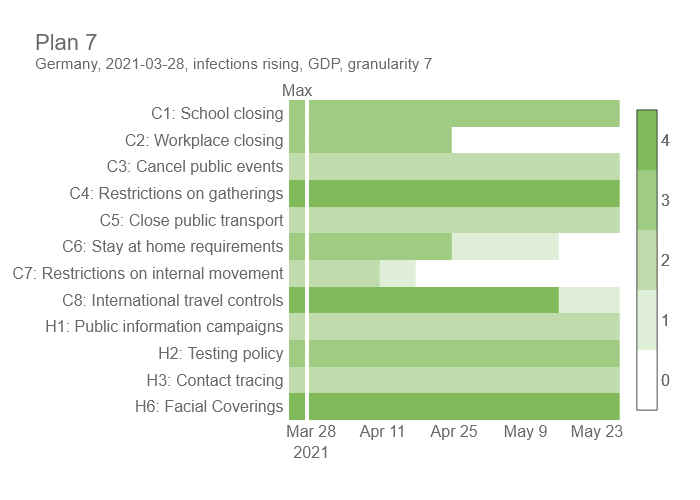 Plan 7
Germany, 2021-03-28, infections rising, GDP, granularity 7
Max
C1: School closing
C2: Workplace closing
C3: Cancel public events
C4: Restrictions on gatherings
C5: Close public transport
C6: Stay at home requirements
C7: Restrictions on internal movement
C8: International travel controls
H1: Public information campaigns
H2: Testing policy
H3: Contact tracing
H6: Facial Coverings
Mar 28 Apr 11 Apr 25 May 9 May 23
2021
4
3
2
1
0